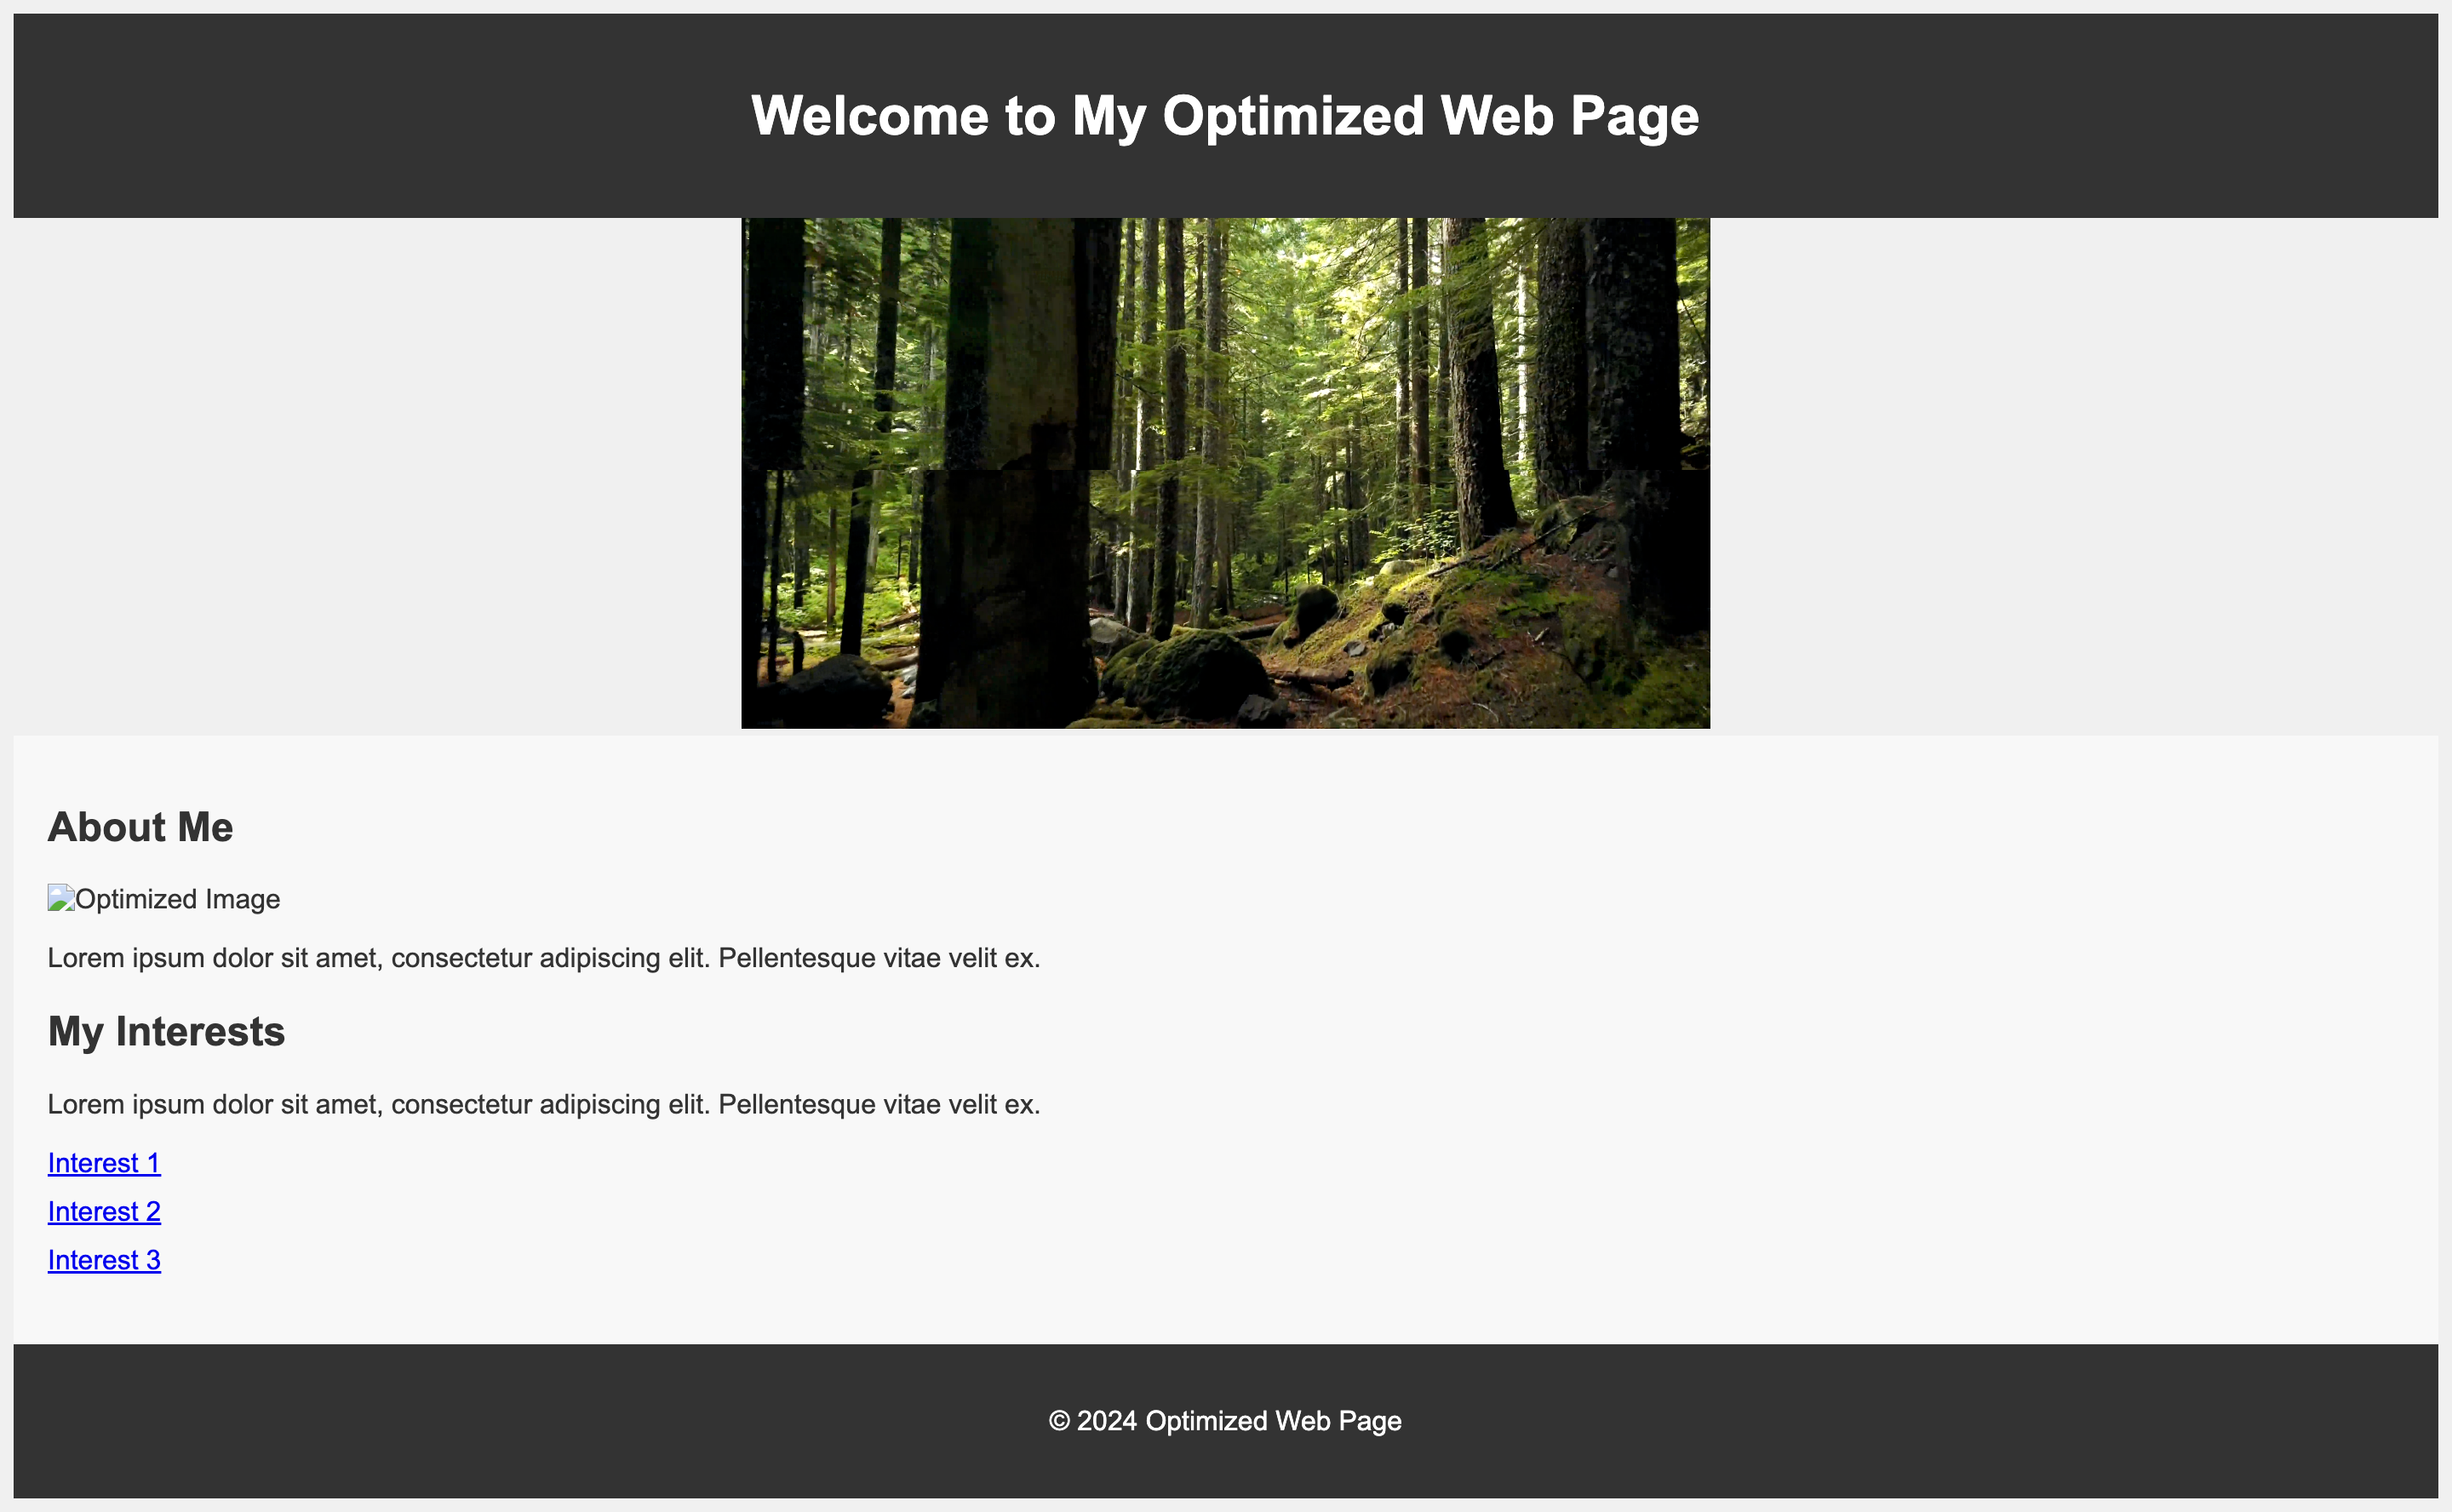 Welcome to My Optimized Web Page
About Me
Optimized Image
Lorem ipsum dolor sit amet, consectetur adipiscing elit. Pellentesque vitae velit ex.
My Interests
Lorem ipsum dolor sit amet, consectetur adipiscing elit. Pellentesque vitae velit ex.
Interest 1
Interest 2
Interest 3
© 2024 Optimized Web Page